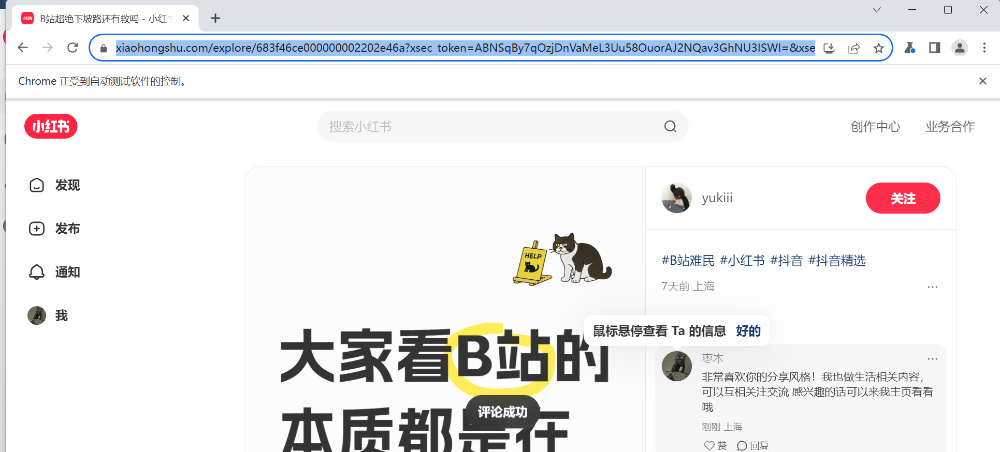 B站超绝下坡路还有救吗 - 小红书
xiaohongshu.com/explore/683f46ce000000002202e46a?xsec_token=ABNSqBy7qOzjDnVaMeL3Uu58OuorAJ2NQav3GhNU3ISWI=&xse
Chrome 正受到自动测试软件的控制。
小红书
搜索小红书
创作中心
业务合作
发现
发布
通知
我
HELP
大家看B站的
本质都是在
评论成功
yukiii
关注
#B站难民 #小红书 #抖音 #抖音精选
7天前 上海
鼠标悬停查看 Ta 的信息 好的
枣木
非常喜欢你的分享风格！我也做生活相关内容，
可以互相关注交流 感兴趣的话可以来我主页看看
哦
刚刚 上海
赞 回复